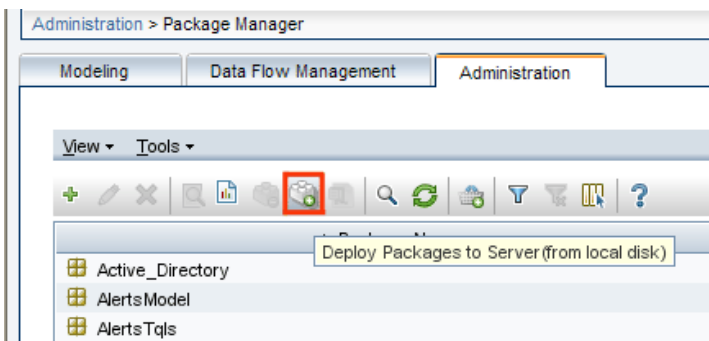 Administration > Package Manager
Modeling Data Flow Management Administration
View Tools
Deploy Packages to Server(from local disk)
Active_Directory
AlertsModel
AlertsTqls